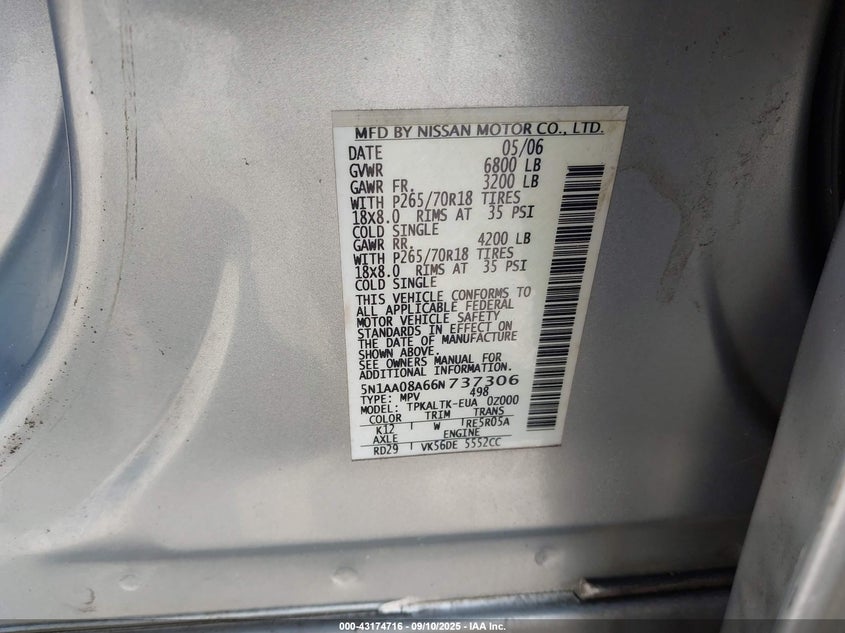 MFD BY NISSAN MOTOR CO., LTD.
DATE 05/06
GVWR 6800 LB
GAWR FR. 3200 LB
WITH P265/70R18 TIRES
18X8.0 RIMS AT 35 PSI
COLD SINGLE
GAWR RR. 4200 LB
WITH P265/70R18 TIRES
18X8.0 RIMS AT 35 PSI
COLD SINGLE
THIS VEHICLE CONFORMS TO
ALL APPLICABLE FEDERAL
MOTOR VEHICLE SAFETY
STANDARDS IN EFFECT ON
THE DATE OF MANUFACTURE
SHOWN ABOVE.
SEE OWNERS MANUAL FOR
ADDITIONAL INFORMATION.
5N1AA08A66N737306
TYPE: MPV 498
MODEL: TPKALTK-EUA 0Z000
COLOR TRIM TRANS
K12 W RE5R05A
AXLE ENGINE
RD29 VK56DE 5552CC
000-43174716 - 09/10/2025 - IAA Inc.